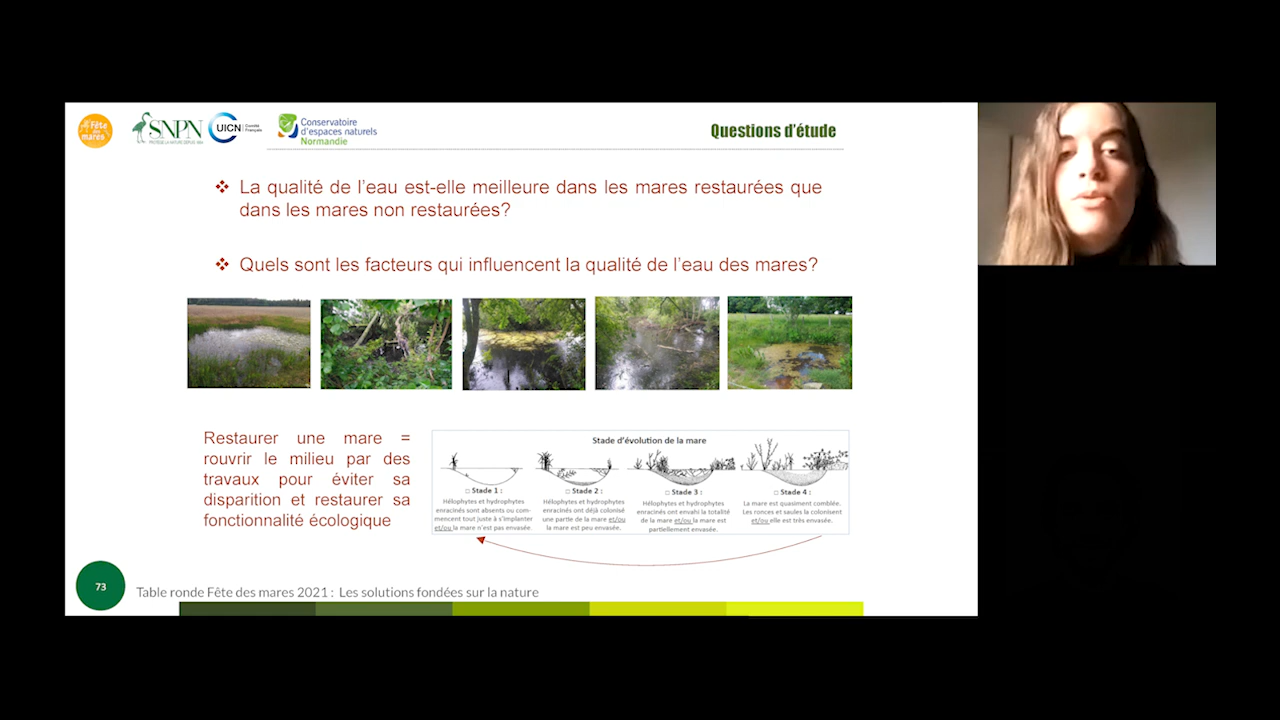 Fête
des
mares
SNPN
PROTÈGE LA NATURE DEPUIS 1854
UICN
Comité
Français
Conservatoire
d'espaces naturels
Normandie
Questions d'étude
❖ La qualité de l'eau est-elle meilleure dans les mares restaurées que
dans les mares non restaurées?
❖ Quels sont les facteurs qui influencent la qualité de l'eau des mares?
Restaurer une mare =
rouvrir le milieu par des
travaux pour éviter sa
disparition et restaurer sa
fonctionnalité écologique
Stade d'évolution de la mare
□ Stade 1 :
Hélophytes et hydrophytes
enracinés sont absents ou com-
mencent tout juste à s'implanter
et/ou la mare n'est pas envasée.
□ Stade 2 :
Hélophytes et hydrophytes
enracinés ont déjà colonisé
une partie de la mare et/ou
la mare est peu envasée.
□ Stade 3 :
Hélophytes et hydrophytes
enracinés ont envahi la totalité
de la mare et/ou la mare est
partiellement envasée.
□ Stade 4 :
La mare est quasiment comblée.
Les ronces et saules la colonisent
et/ou elle est très envasée.
73
Table ronde Fête des mares 2021 : Les solutions fondées sur la nature